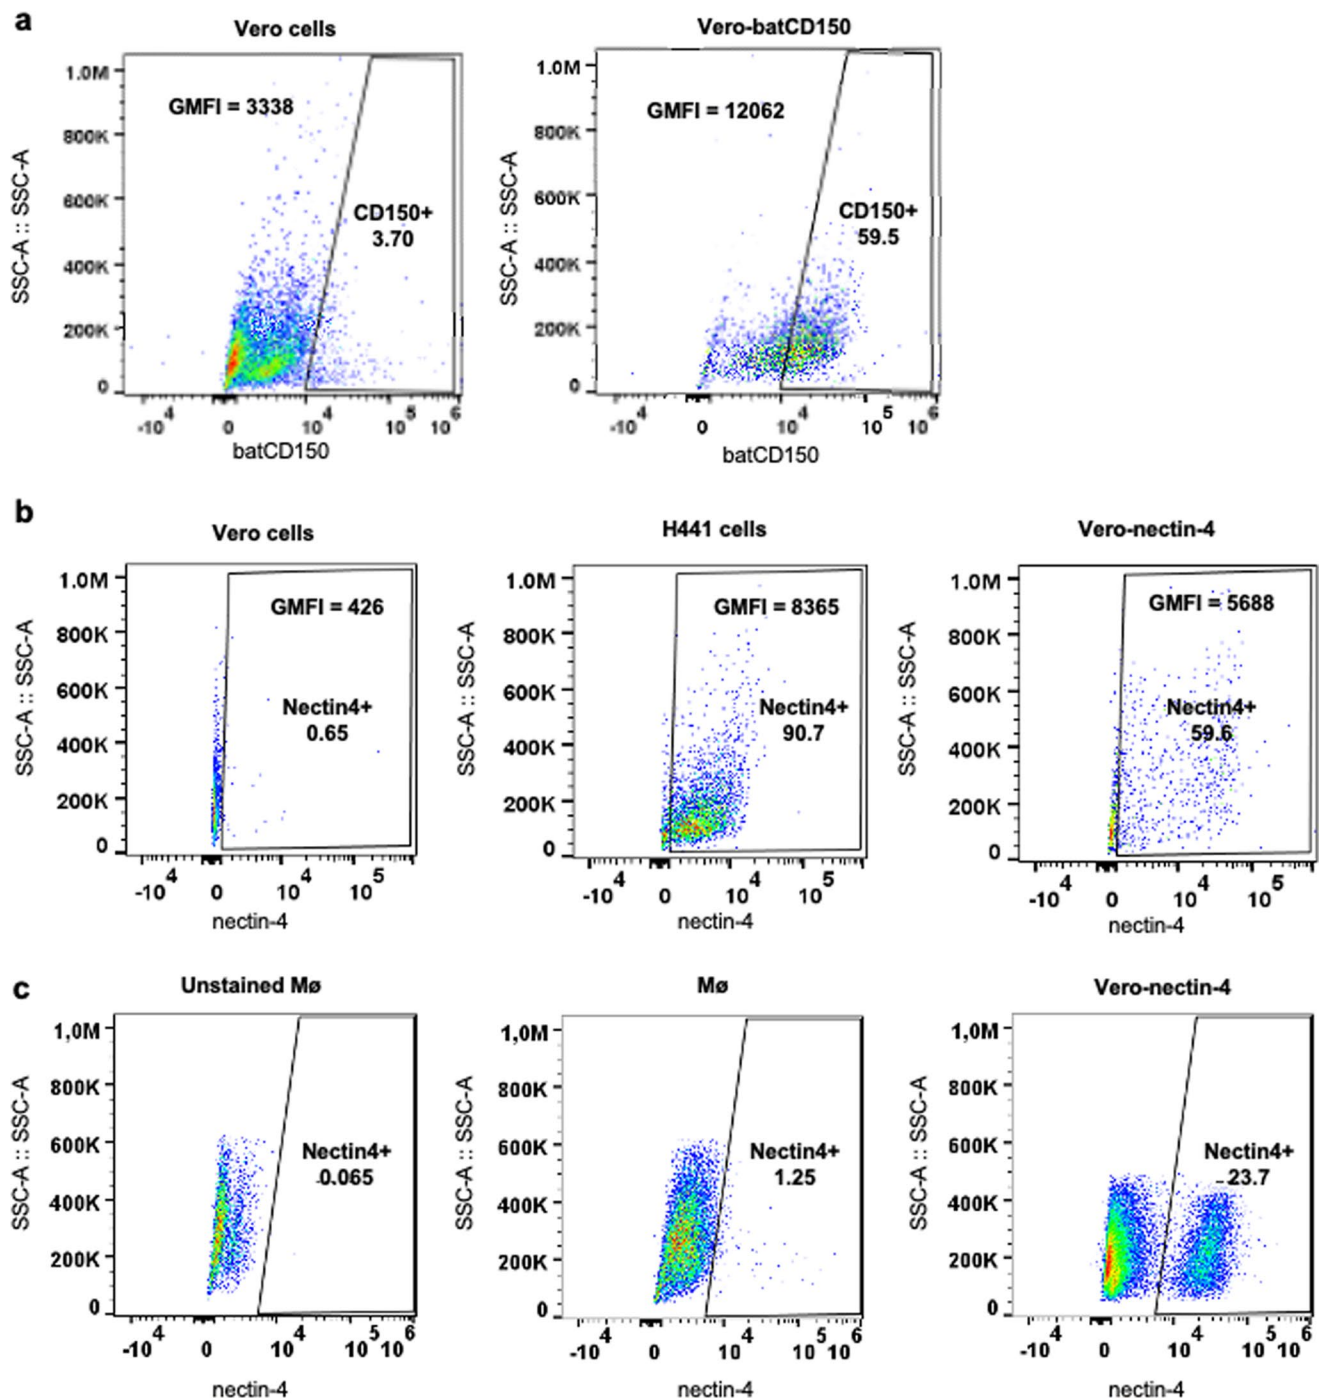 a
Vero cells
Vero-batCD150
SSC-A :: SSC-A
1.0M
800K
600K
400K
200K
0
GMFI = 3338
CD150+
3.70
-10^4 0 10^4 10^5 10^6
batCD150
SSC-A :: SSC-A
1.0M
800K
600K
400K
200K
0
GMFI = 12062
CD150+
59.5
-10^4 0 10^4 10^5 10^6
batCD150
b
Vero cells
H441 cells
Vero-nectin-4
SSC-A :: SSC-A
1.0M
800K
600K
400K
200K
0
GMFI = 426
Nectin4+
0.65
-10^4 0 10^4 10^5
nectin-4
SSC-A :: SSC-A
1.0M
800K
600K
400K
200K
0
GMFI = 8365
Nectin4+
90.7
-10^4 0 10^4 10^5
nectin-4
SSC-A :: SSC-A
1.0M
800K
600K
400K
200K
0
GMFI = 5688
Nectin4+
59.6
-10^4 0 10^4 10^5
nectin-4
c
Unstained Mø
Mø
Vero-nectin-4
SSC-A :: SSC-A
1,0M
800K
600K
400K
200K
0
Nectin4+
0.065
-10^4 0 10^4 10^5 10^6
nectin-4
SSC-A :: SSC-A
1,0M
800K
600K
400K
200K
0
Nectin4+
1.25
-10^4 0 10^4 10^5 10^6
nectin-4
SSC-A :: SSC-A
1,0M
800K
600K
400K
200K
0
Nectin4+
23.7
-10^4 0 10^4 10^5 10^6
nectin-4